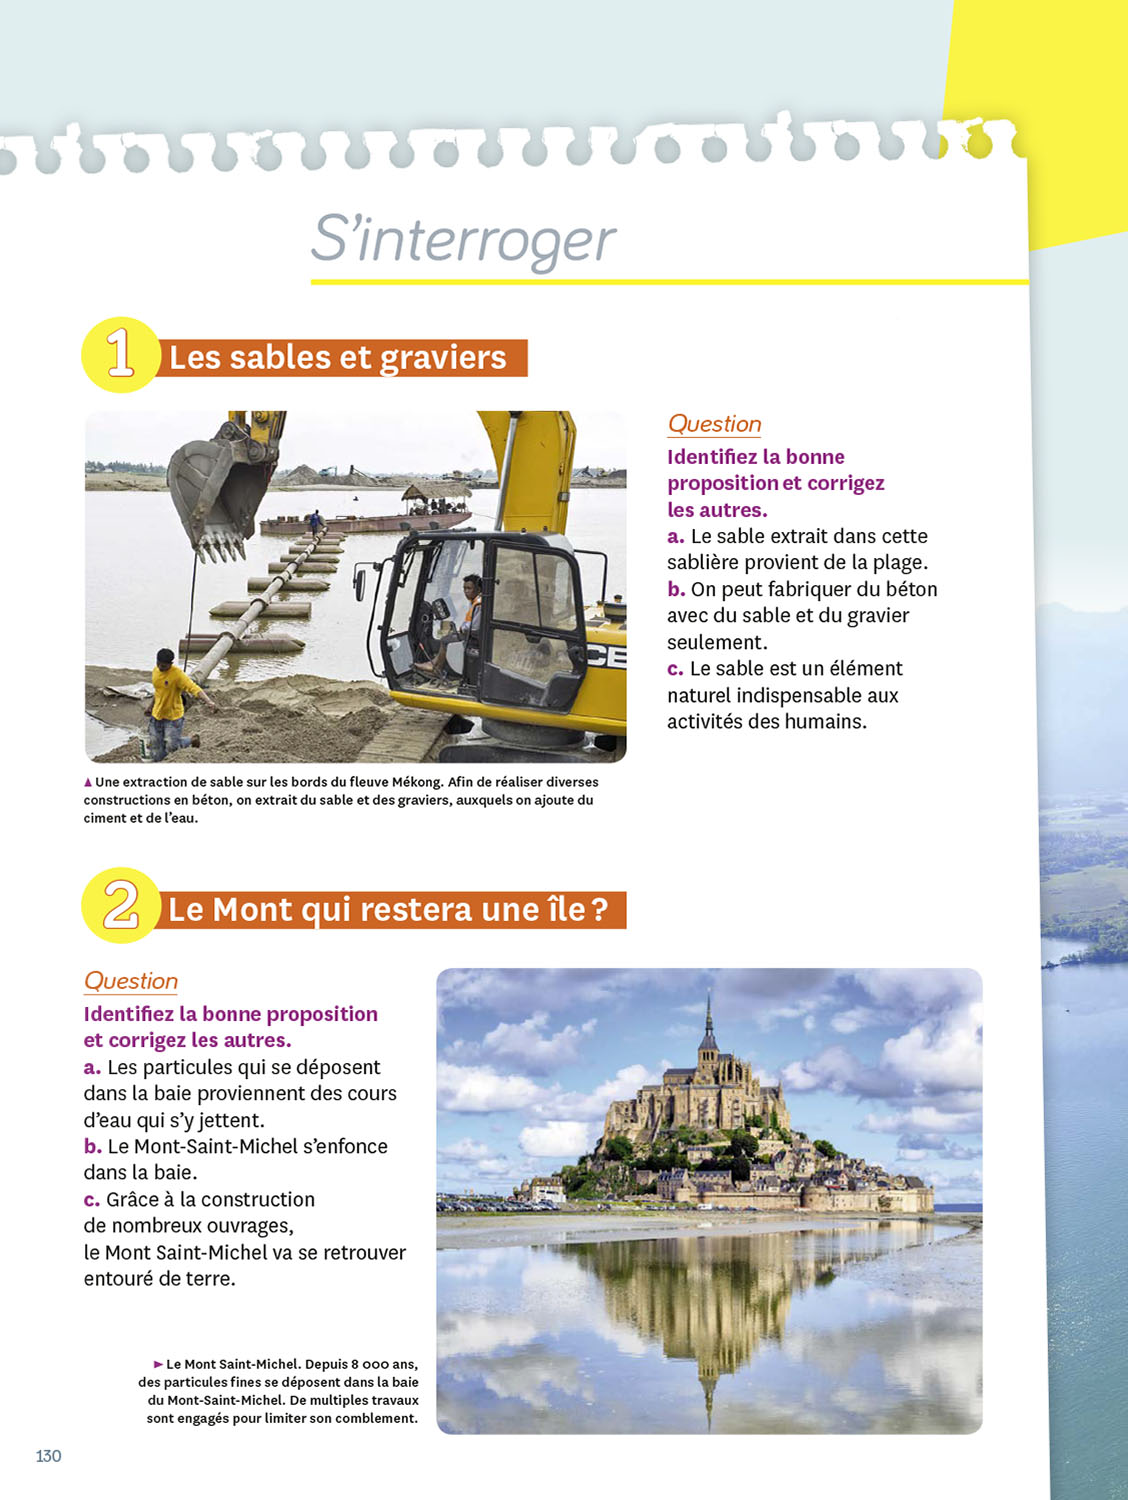 S'interroger
1 Les sables et graviers
Question
Identifiez la bonne
proposition et corrigez
les autres.
a. Le sable extrait dans cette
sablière provient de la plage.
b. On peut fabriquer du béton
avec du sable et du gravier
seulement.
c. Le sable est un élément
naturel indispensable aux
activités des humains.
CE
▲ Une extraction de sable sur les bords du fleuve Mékong. Afin de réaliser diverses
constructions en béton, on extrait du sable et des graviers, auxquels on ajoute du
ciment et de l'eau.
2 Le Mont qui restera une île ?
Question
Identifiez la bonne proposition
et corrigez les autres.
a. Les particules qui se déposent
dans la baie proviennent des cours
d'eau qui s'y jettent.
b. Le Mont-Saint-Michel s'enfonce
dans la baie.
c. Grâce à la construction
de nombreux ouvrages,
le Mont Saint-Michel va se retrouver
entouré de terre.
► Le Mont Saint-Michel. Depuis 8 000 ans,
des particules fines se déposent dans la baie
du Mont-Saint-Michel. De multiples travaux
sont engagés pour limiter son comblement.
130